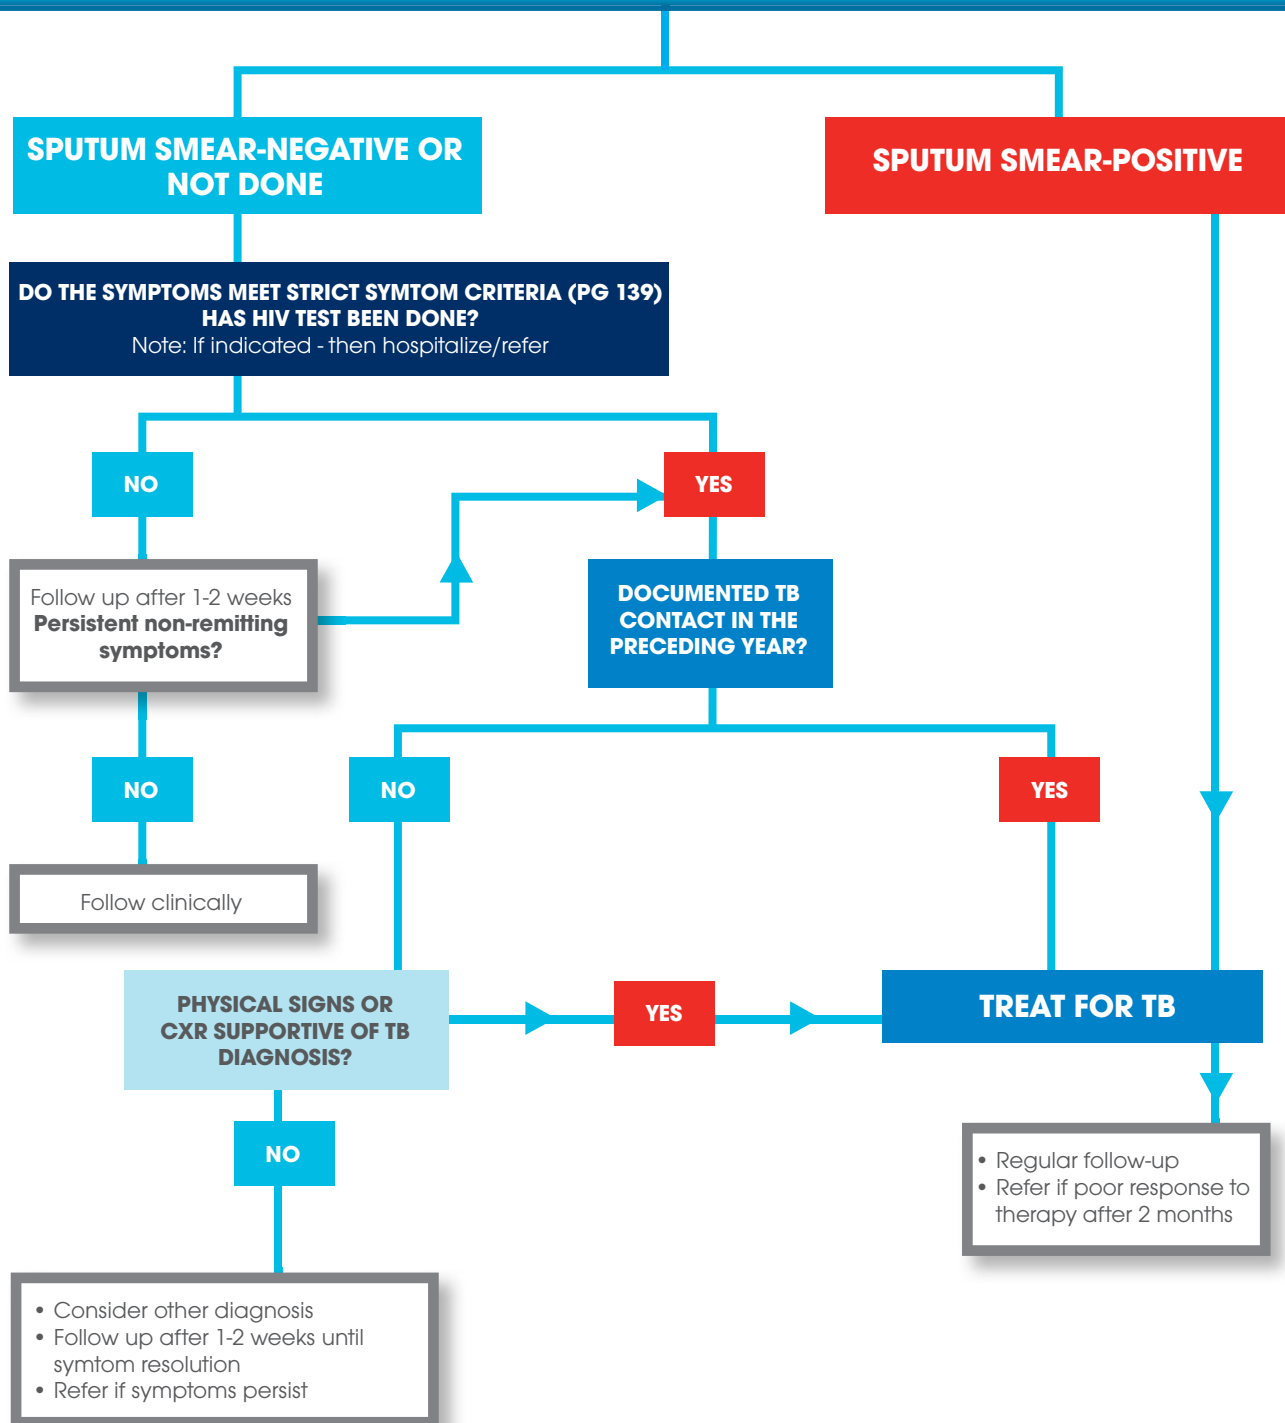 SPUTUM SMEAR-NEGATIVE OR
NOT DONE
SPUTUM SMEAR-POSITIVE
DO THE SYMPTOMS MEET STRICT SYMTOM CRITERIA (PG 139)
HAS HIV TEST BEEN DONE?
Note: If indicated - then hospitalize/refer
NO
YES
Follow up after 1-2 weeks
Persistent non-remitting
symptoms?
DOCUMENTED TB
CONTACT IN THE
PRECEDING YEAR?
NO
NO
YES
Follow clinically
PHYSICAL SIGNS OR
CXR SUPPORTIVE OF TB
DIAGNOSIS?
YES
TREAT FOR TB
NO
• Regular follow-up
• Refer if poor response to
therapy after 2 months
• Consider other diagnosis
• Follow up after 1-2 weeks until
symtom resolution
• Refer if symptoms persist